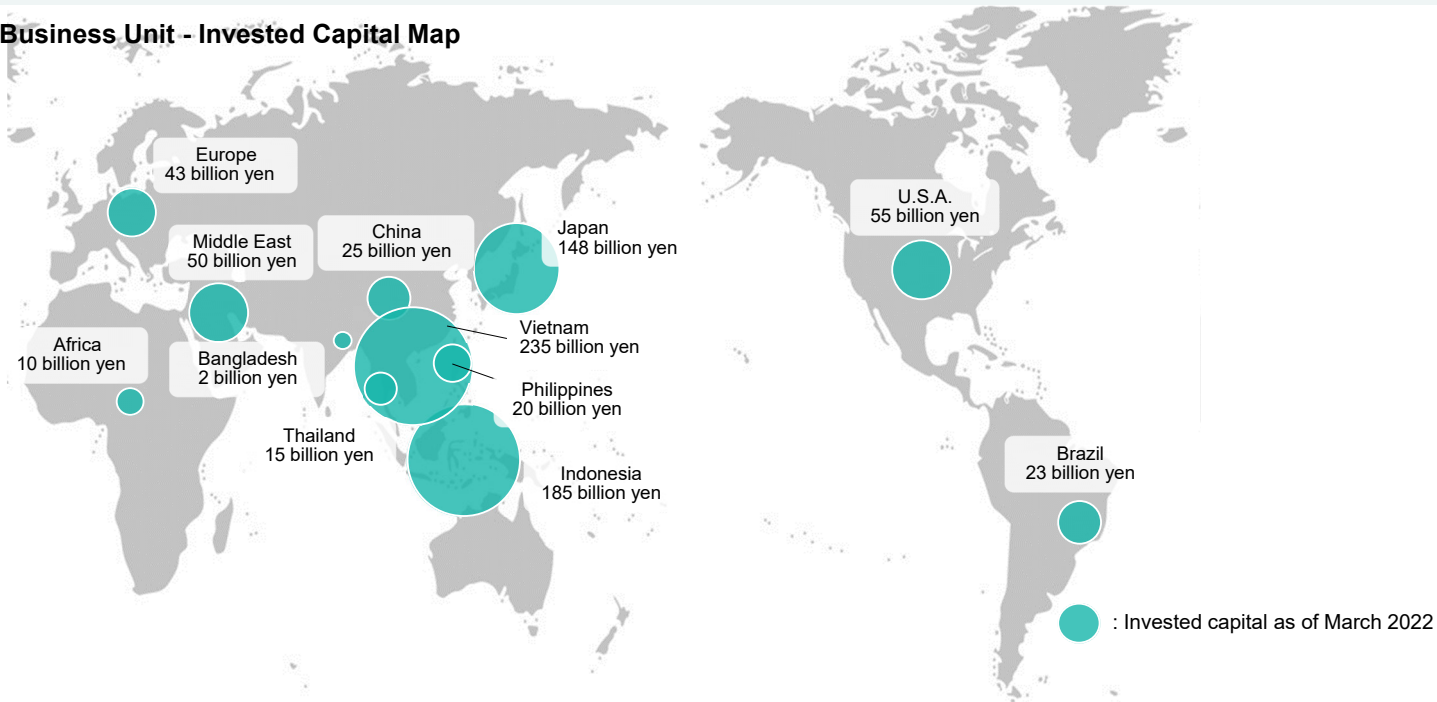 Business Unit - Invested Capital Map
Europe
43 billion yen
Middle East
50 billion yen
China
25 billion yen
Japan
148 billion yen
U.S.A.
55 billion yen
Africa
10 billion yen
Bangladesh
2 billion yen
Vietnam
235 billion yen
Philippines
20 billion yen
Thailand
15 billion yen
Indonesia
185 billion yen
Brazil
23 billion yen
: Invested capital as of March 2022